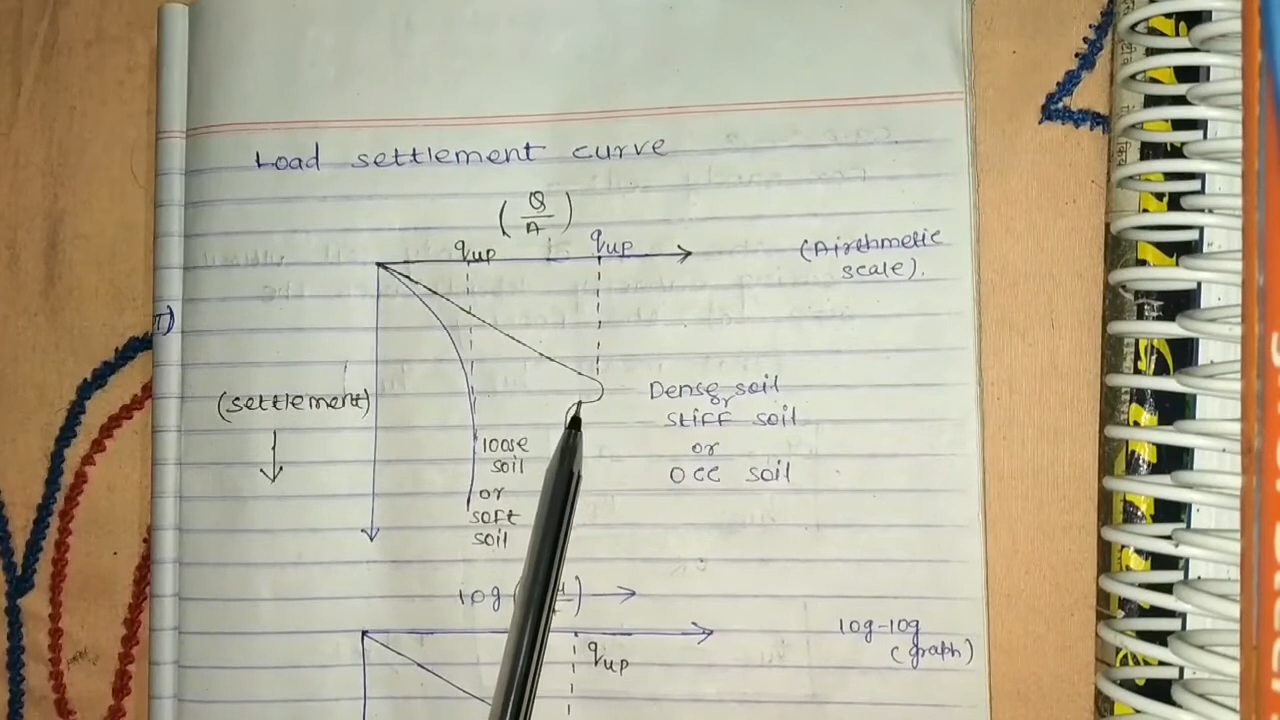 Load settlement curve
(Q/A)
qup qup
(Airthmetic
scale).
(settlement)
Dense soil
or
stiff soil
or
OCC soil
loose
soil
or
soft
soil
log
log-log
(graph)
qup